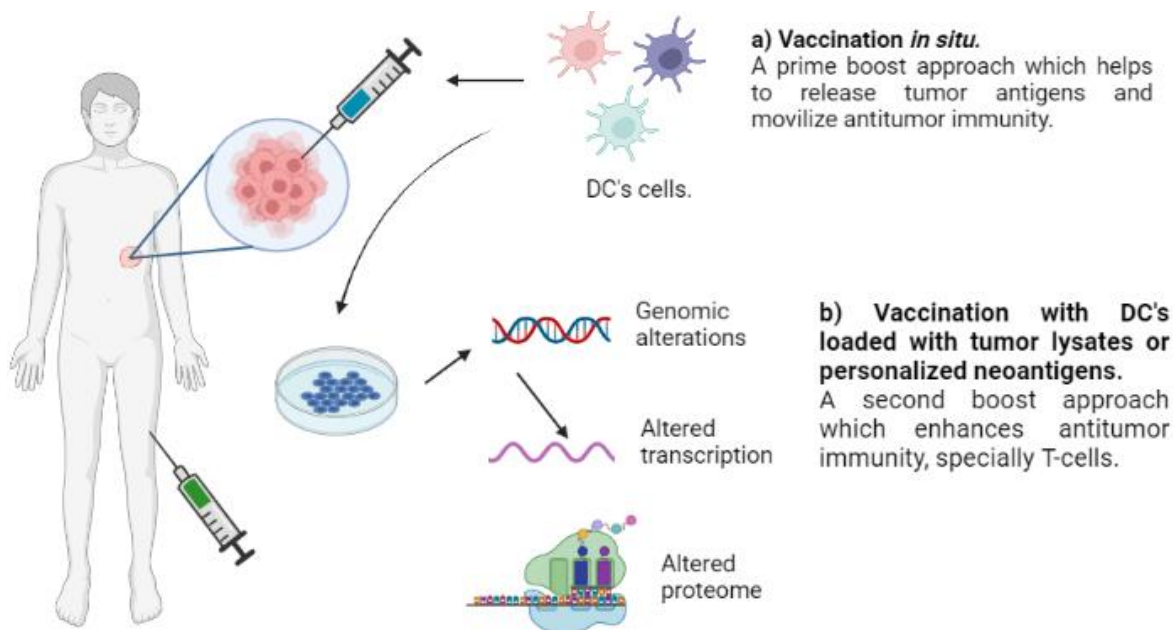 a) Vaccination in situ.
A prime boost approach which helps
to release tumor antigens and
movilize antitumor immunity.
DC's cells.
Genomic
alterations
b) Vaccination with DC's
loaded with tumor lysates or
personalized neoantigens.
A second boost approach
which enhances antitumor
immunity, specially T-cells.
Altered
transcription
Altered
proteome